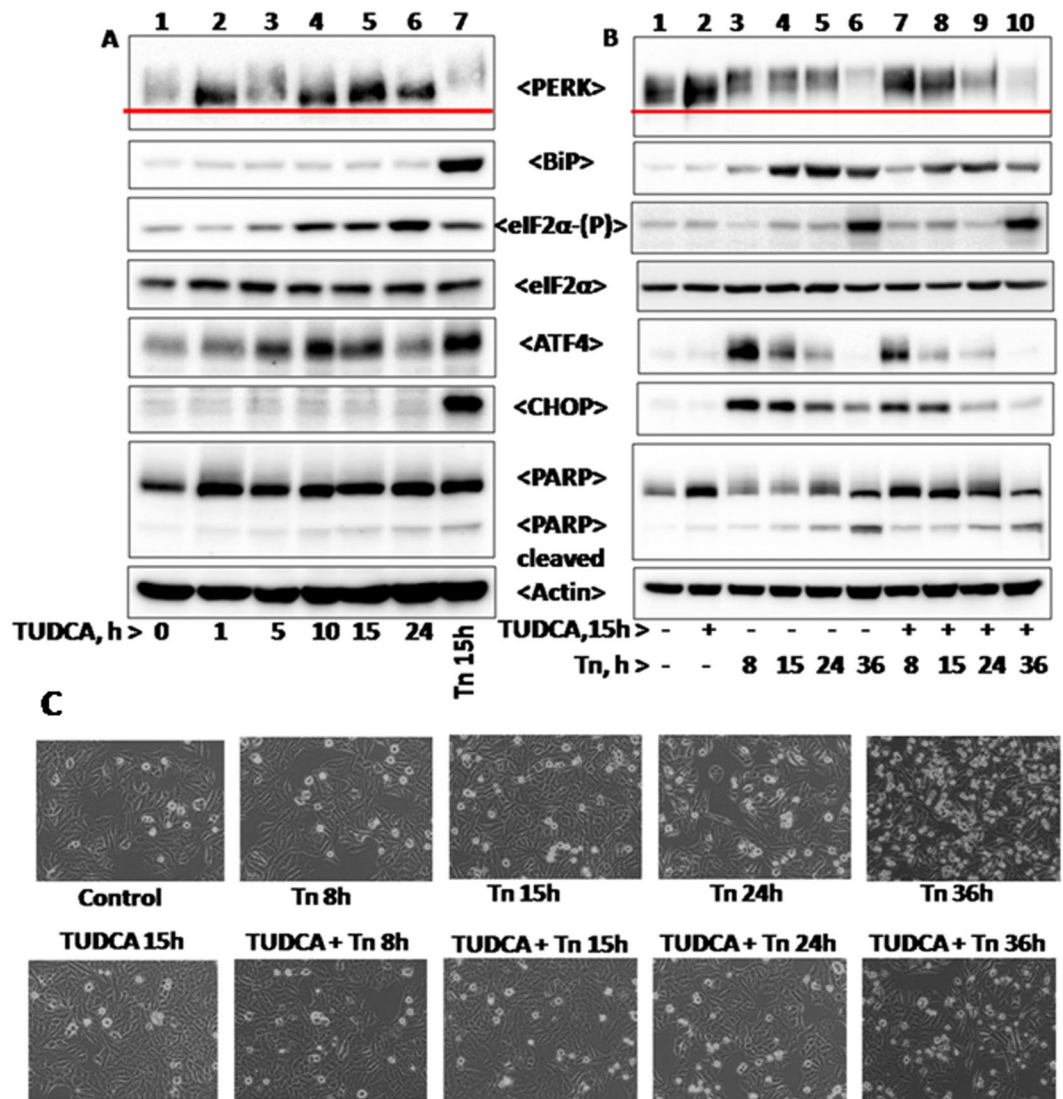 A 1 2 3 4 5 6 7
B 1 2 3 4 5 6 7 8 9 10
<PERK>
<BiP>
<eIF2α-(P)>
<eIF2α>
<ATF4>
<CHOP>
<PARP>
<PARP>
cleaved
<Actin>
TUDCA, h > 0 1 5 10 15 24 Tn 15h
TUDCA,15h> - + - - - - + + + +
Tn, h > - - 8 15 24 36 8 15 24 36
C
Control Tn 8h Tn 15h Tn 24h Tn 36h
TUDCA 15h TUDCA + Tn 8h TUDCA + Tn 15h TUDCA + Tn 24h TUDCA + Tn 36h